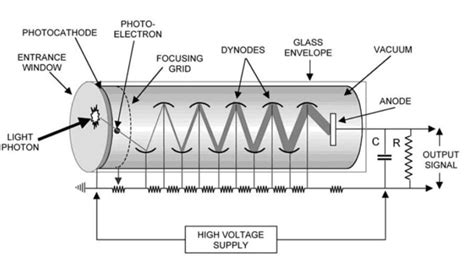 PHOTO-
ELECTRON
PHOTOCATHODE
ENTRANCE
WINDOW
FOCUSING
GRID
DYNODES
GLASS
ENVELOPE
VACUUM
ANODE
LIGHT
PHOTON
C
R
OUTPUT
SIGNAL
HIGH VOLTAGE
SUPPLY